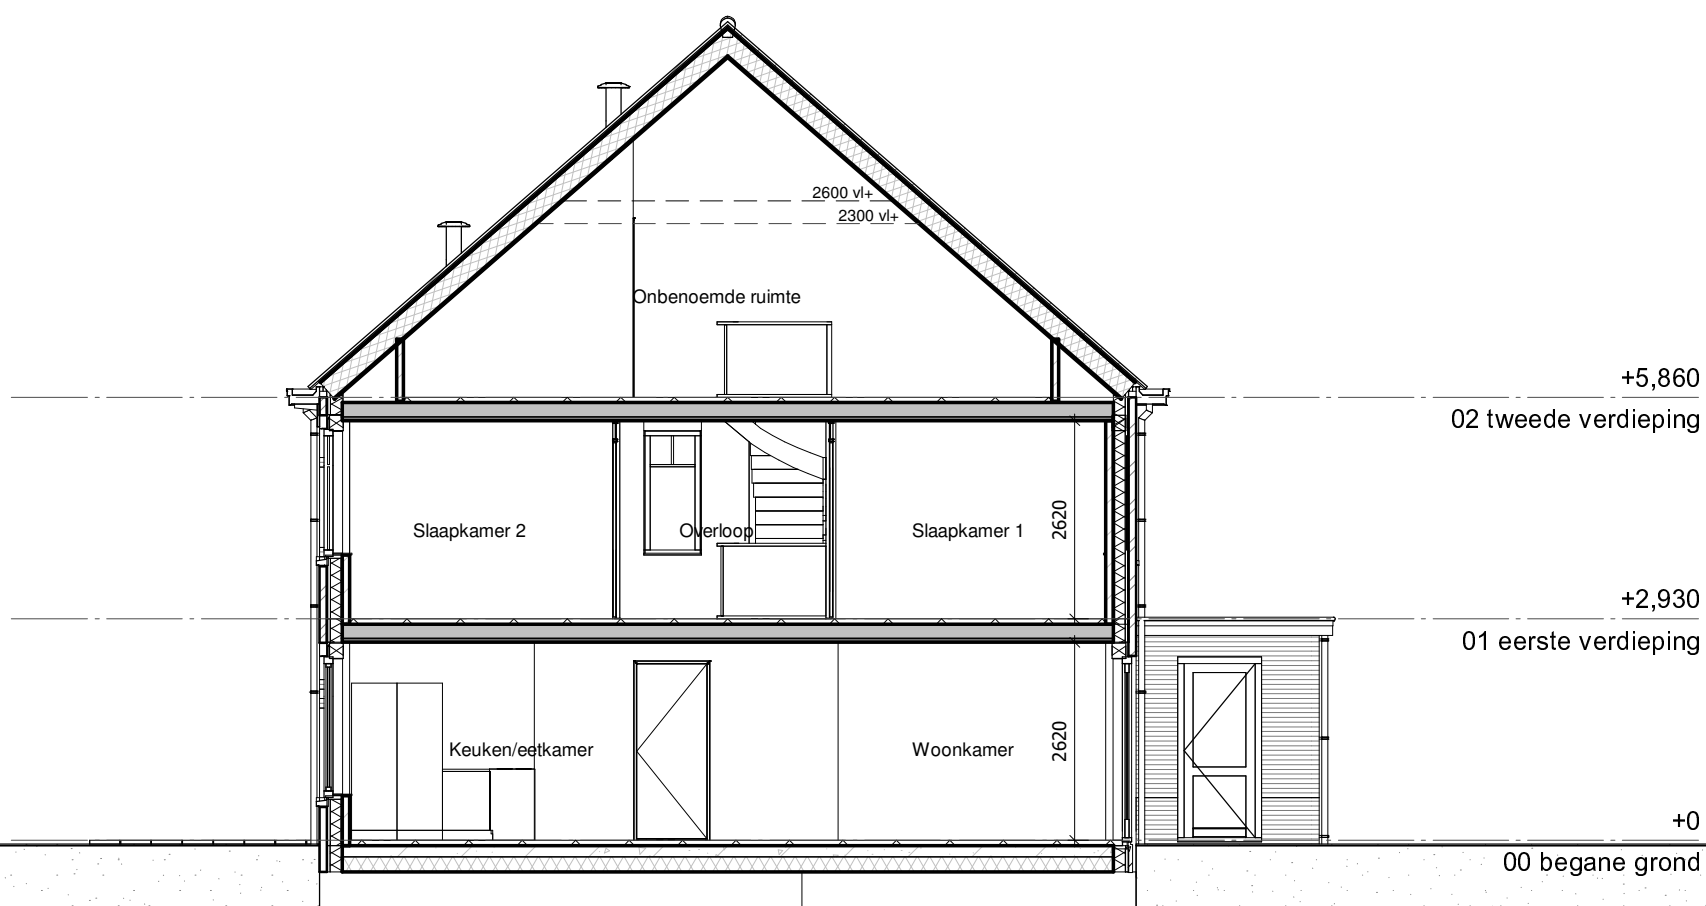 2600 vl+
2300 vl+
Onbenoemde ruimte
+5,860
02 tweede verdieping
Slaapkamer 2
Overloop
Slaapkamer 1
2620
+2,930
01 eerste verdieping
Keuken/eetkamer
Woonkamer
2620
+0
00 begane grond